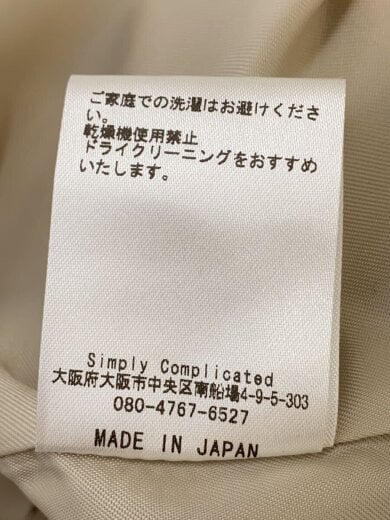 ご家庭での洗濯はお避けくださ
い。
乾燥機使用禁止
ドライクリーニングをおすすめ
いたします。
Simply Complicated
大阪府大阪市中央区南船場4-9-5-303
080-4767-6527
MADE IN JAPAN